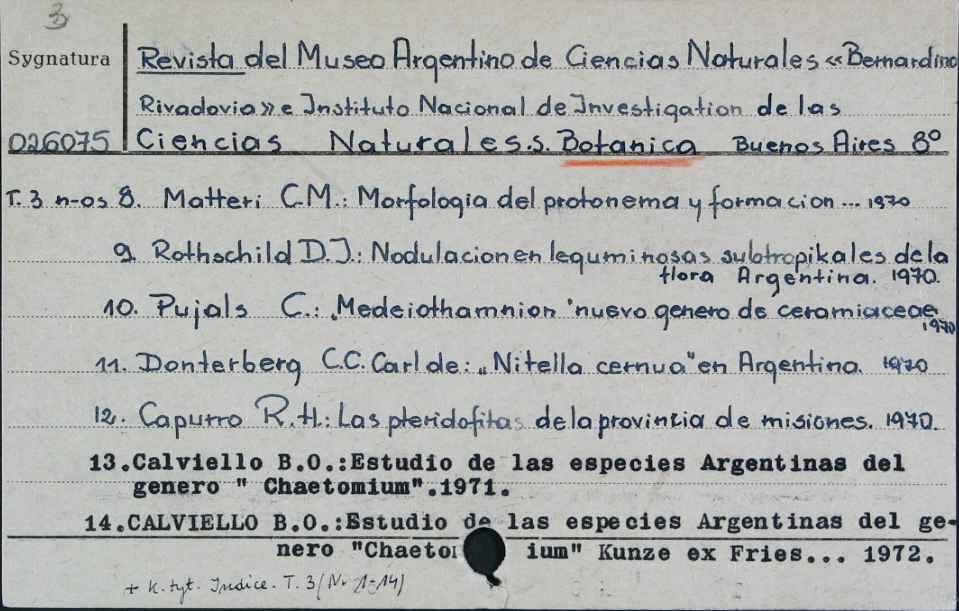 3
Sygnatura
Revista del Museo Argentino de Ciencias Naturales «Bernardino
Rivadavia» e Instituto Nacional de Investigation de las
026075 Ciencias Naturales. s. Botanica Buenos Aires 8º
T. 3 n-os 8. Matteri C.M.: Morfologia del protonema y formacion... 1970
9. Rothschild D.J.: Nodulacion en leguminosas subtropikales de la
flora Argentina. 1970.
10. Pujals C.: „Medeiothamnion" nuevo genero de ceramiaceae
1970
11. Donterberg C.C. Carl de: „Nitella cernua" en Argentina. 1970
12. Capurro R.H.: Las pteridofitas de la provincia de misiones. 1970.
13.Calviello B.O.:Estudio de las especies Argentinas del
genero " Chaetomium".1971.
14.CALVIELLO B.O.:Estudio de las especies Argentinas del ge-
nero "Chaetom ium" Kunze ex Fries... 1972.
+ k. tyt. Indice. T. 3 (Nr 1-14)